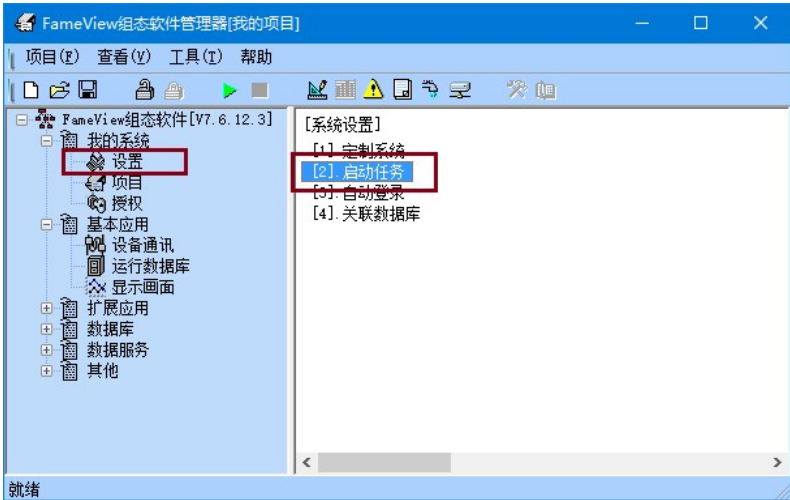 FameView组态软件管理器[我的项目]
项目(F) 查看(V) 工具(T) 帮助
FameView组态软件[V7.6.12.3]
我的系统
设置
项目
授权
基本应用
设备通讯
运行数据库
显示画面
扩展应用
数据库
数据服务
其他
[系统设置]
[1].定制系统
[2].启动任务
[3].自动登录
[4].关联数据库
就绪